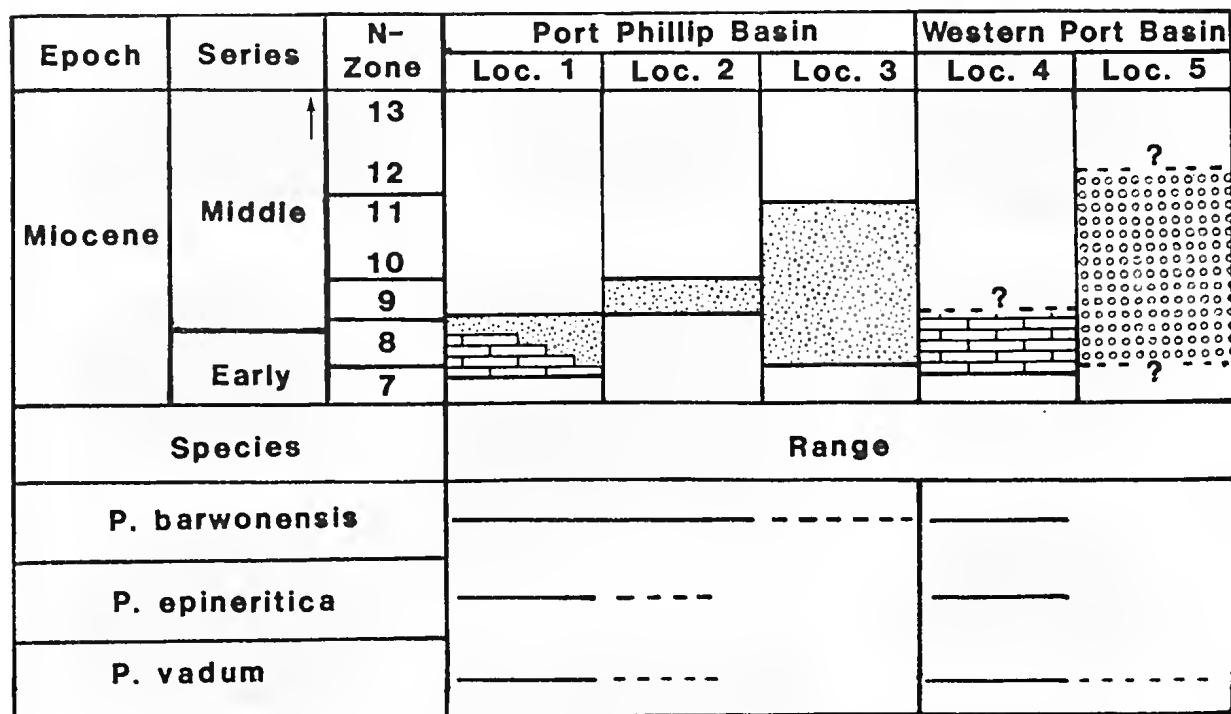 Epoch Series N-Zone Port Phillip Basin Western Port Basin
Loc. 1 Loc. 2 Loc. 3 Loc. 4 Loc. 5
Miocene
Middle
Early
13
12
11
10
9
8
7
?
?
?
Species Range
P. barwonensis
P. epineritica
P. vadum